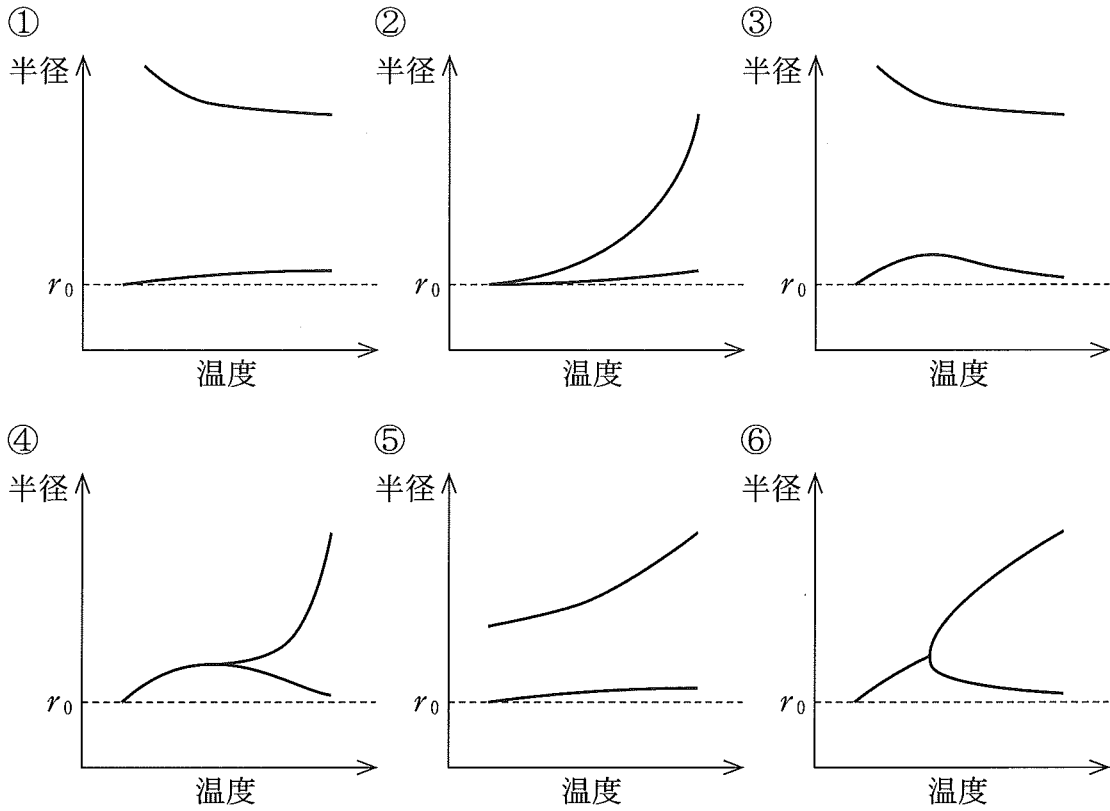 ① ② ③
半径 半径 半径
r₀ r₀ r₀
温度 温度 温度
④ ⑤ ⑥
半径 半径 半径
r₀ r₀ r₀
温度 温度 温度